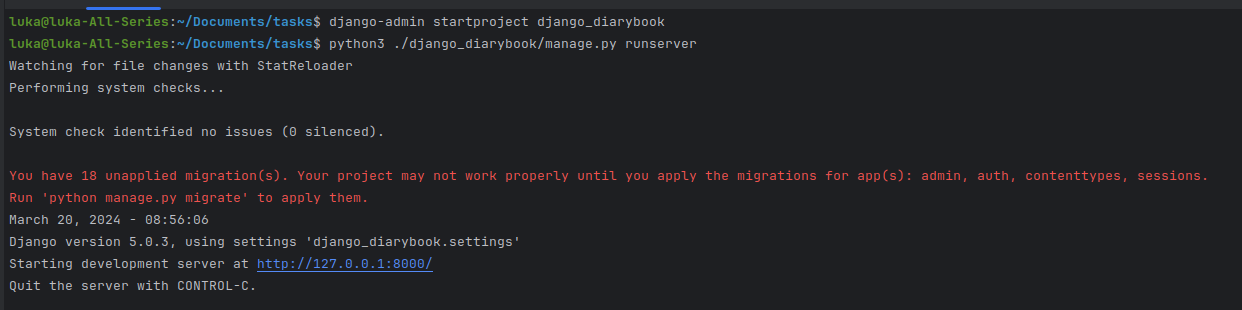 luka@luka-All-Series:~/Documents/tasks$ django-admin startproject django_diarybook
luka@luka-All-Series:~/Documents/tasks$ python3 ./django_diarybook/manage.py runserver
Watching for file changes with StatReloader
Performing system checks...
System check identified no issues (0 silenced).
You have 18 unapplied migration(s). Your project may not work properly until you apply the migrations for app(s): admin, auth, contenttypes, sessions.
Run 'python manage.py migrate' to apply them.
March 20, 2024 - 08:56:06
Django version 5.0.3, using settings 'django_diarybook.settings'
Starting development server at http://127.0.0.1:8000/
Quit the server with CONTROL-C.